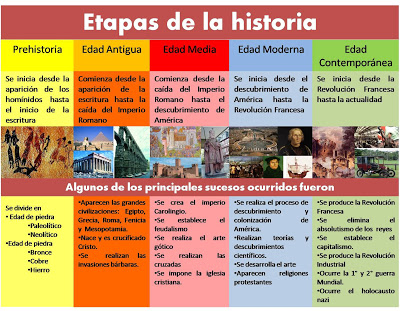 Etapas de la historia
Prehistoria
Edad Antigua
Edad Media
Edad Moderna
Edad
Contemporánea
Se inicia desde la
aparición de los
homínidos hasta
el inicio de la
escritura
Comienza desde la
aparición de la
escritura hasta la
caída del Imperio
Romano
Comienza desde la
caída del Imperio
Romano hasta el
descubrimiento de
América
Se inicia desde el
descubrimiento de
América hasta la
Revolución Francesa
Se inicia desde la
Revolución Francesa
hasta la actualidad
Algunos de los principales sucesos ocurridos fueron
Se divide en
•Edad de piedra
•Paleolítico
•Neolítico
•Edad de piedra
•Bronce
•Cobre
•Hierro
•Aparecen las grandes
civilizaciones: Egipto,
Grecia, Roma, Fenicia
y Mesopotamia.
•Nace y es crucificado
Cristo.
•Se realizan las
invasiones bárbaras.
•Se crea el imperio
Carolingio.
•Se establece el
feudalismo
•Se realiza el arte
gótico
•Se realizan las
cruzadas
•Se impone la iglesia
cristiana.
•Se realiza el proceso
de descubrimiento y
colonización de
América.
•Realizan teorías y
descubrimientos
científicos.
•Se desarrolla el arte
•Aparecen religiones
protestantes
•Se produce la Revolución
Francesa
•Se elimina el
absolutismo de los reyes
•Se establece el
capitalismo.
•Se produce la Revolución
Industrial
•Ocurre la 1° y 2° guerra
Mundial.
•Ocurre el holocausto
nazi